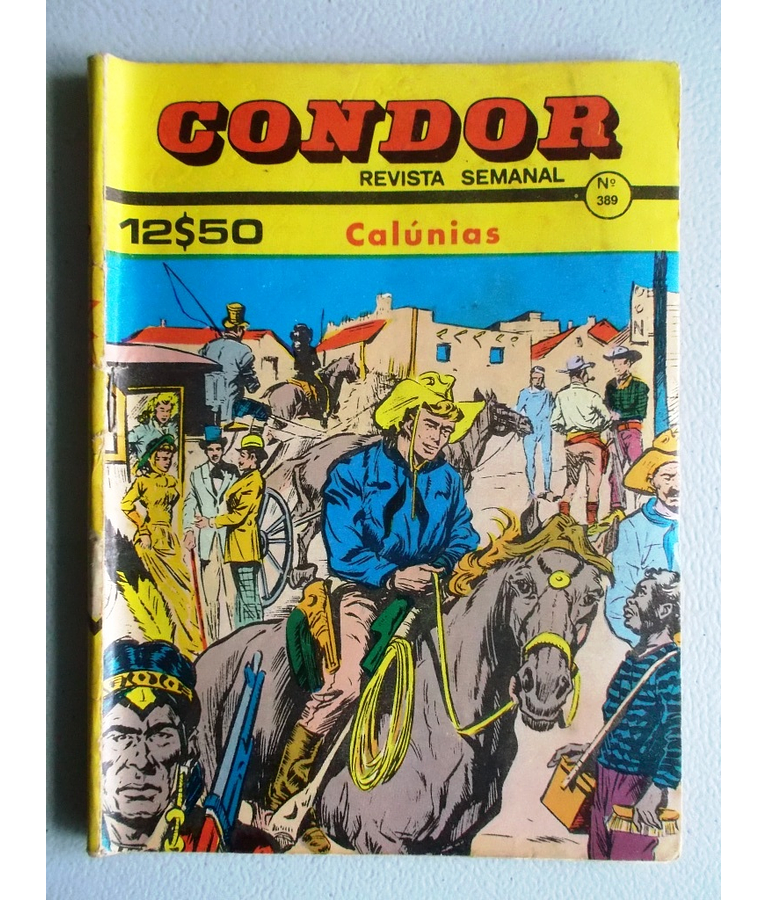 CONDOR
REVISTA SEMANAL
Nº
389
12$50
Calúnias